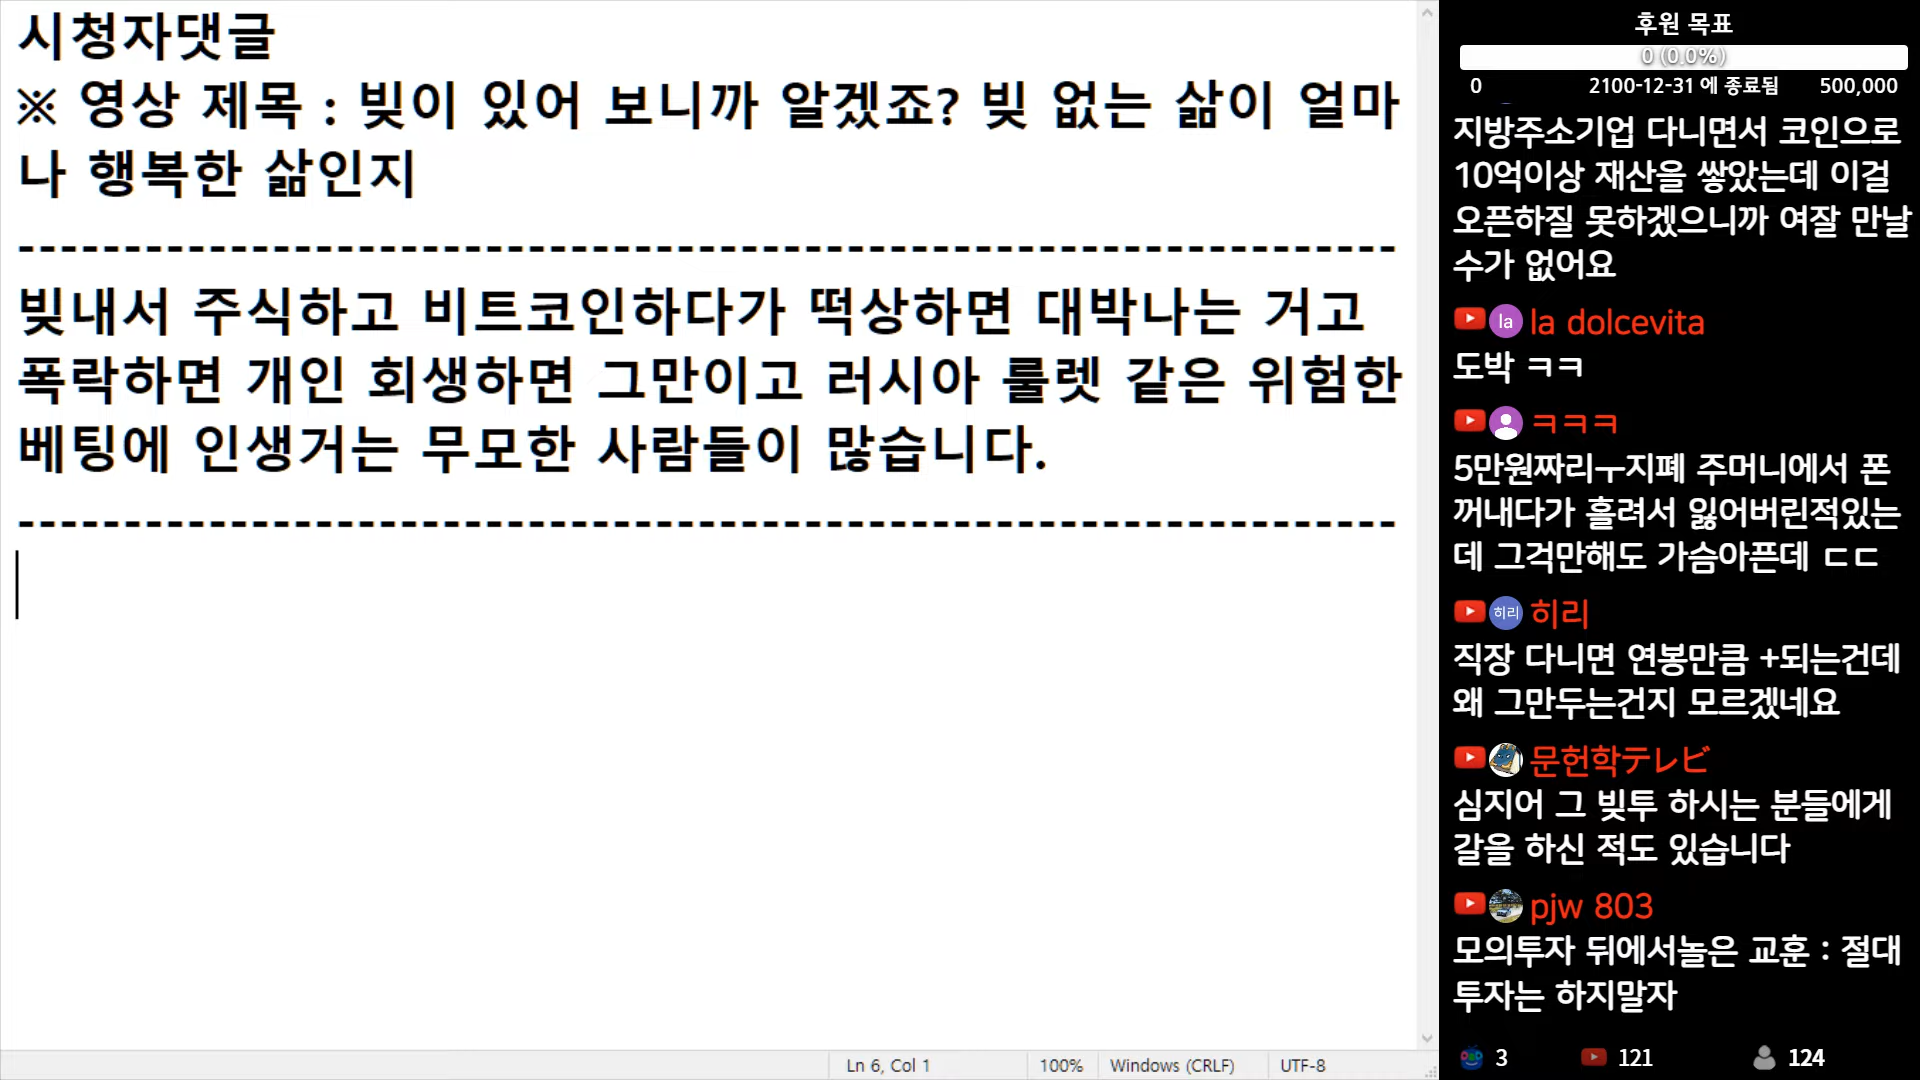 시청자댓글
※ 영상 제목 : 빚이 있어 보니까 알겠죠? 빚 없는 삶이 얼마
나 행복한 삶인지
-----------------------------------------------------------------
빚내서 주식하고 비트코인하다가 떡상하면 대박나는 거고
폭락하면 개인 회생하면 그만이고 러시아 룰렛 같은 위험한
베팅에 인생거는 무모한 사람들이 많습니다.
-----------------------------------------------------------------
Ln 6, Col 1
100%
Windows (CRLF)
UTF-8
후원 목표
0 (0.0%)
0 2100-12-31 에 종료됨 500,000
지방주소기업 다니면서 코인으로
10억이상 재산을 쌓았는데 이걸
오픈하질 못하겠으니까 여잘 만날
수가 없어요
la la dolcevita
도박 ㅋㅋ
ㅋㅋㅋ
5만원짜리ㅜ지폐 주머니에서 폰
꺼내다가 흘려서 잃어버린적있는
데 그걱만해도 가슴아픈데 ㄷㄷ
히리 히리
직장 다니면 연봉만큼 +되는건데
왜 그만두는건지 모르겠네요
문헌학テレビ
심지어 그 빚투 하시는 분들에게
갈을 하신 적도 있습니다
pjw 803
모의투자 뒤에서놀은 교훈 : 절대
투자는 하지말자
3 121 124